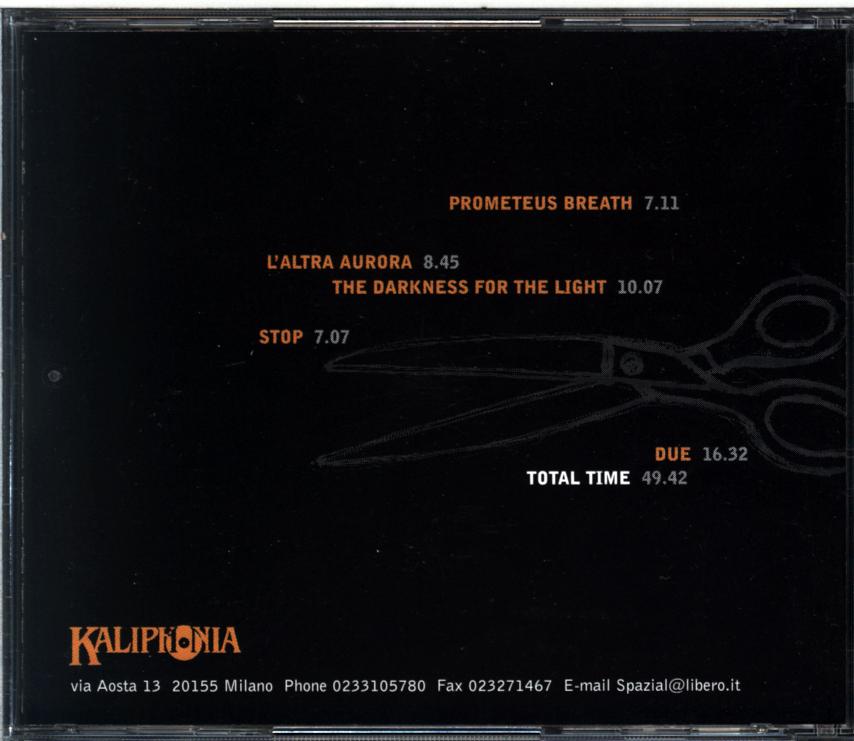 PROMETEUS BREATH 7.11
L'ALTRA AURORA 8.45
THE DARKNESS FOR THE LIGHT 10.07
STOP 7.07
DUE 16.32
TOTAL TIME 49.42
KALIPHONIA
via Aosta 13 20155 Milano Phone 0233105780 Fax 023271467 E-mail Spazial@libero.it